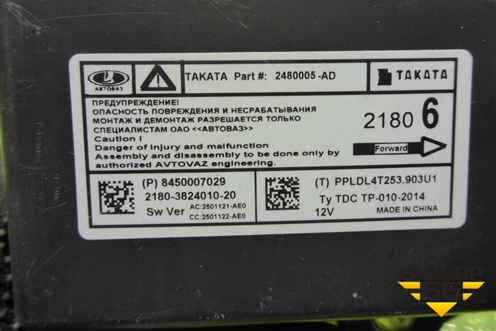 TAKATA Part #: 2480005-AD
TAKATA
АВТОВАЗ
ПРЕДУПРЕЖДЕНИЕ!
ОПАСНОСТЬ ПОВРЕЖДЕНИЯ И НЕСРАБАТЫВАНИЯ
МОНТАЖ И ДЕМОНТАЖ РАЗРЕШАЕТСЯ ТОЛЬКО
СПЕЦИАЛИСТАМ ОАО <<АВТОВАЗ>>
Caution !
Danger of injury and malfunction
Assembly and disassembly to be done only by
authorized AVTOVAZ engineering.
2180 6
Forward
(P) 8450007029
2180-3824010-20
Sw Ver AC:2501121-AE0
CC:2501122-AE0
(T) PPLDL4T253.903U1
Ty TDC TP-010-2014
12V MADE IN CHINA